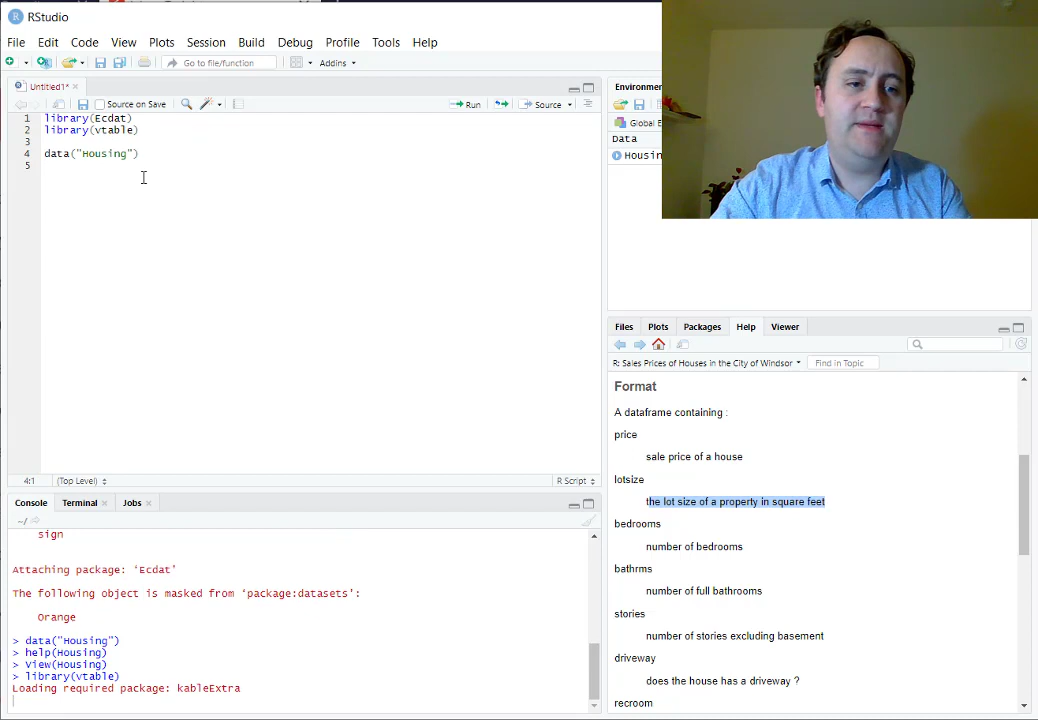 RStudio
File Edit Code View Plots Session Build Debug Profile Tools Help
Go to file/function Addins
Untitled1*
Source on Save Run Source
1 library(Ecdat)
2 library(vtable)
3
4 data("Housing")
5
4:1 (Top Level) R Script
Console Terminal Jobs
~/
sign
Attaching package: ‘Ecdat’
The following object is masked from ‘package:datasets’:
Orange
> data("Housing")
> help(Housing)
> View(Housing)
> library(vtable)
Loading required package: kableExtra
Environmen
Global E
Data
Housin
Files Plots Packages Help Viewer
R: Sales Prices of Houses in the City of Windsor Find in Topic
Format
A dataframe containing :
price
sale price of a house
lotsize
the lot size of a property in square feet
bedrooms
number of bedrooms
bathrms
number of full bathrooms
stories
number of stories excluding basement
driveway
does the house has a driveway ?
recroom